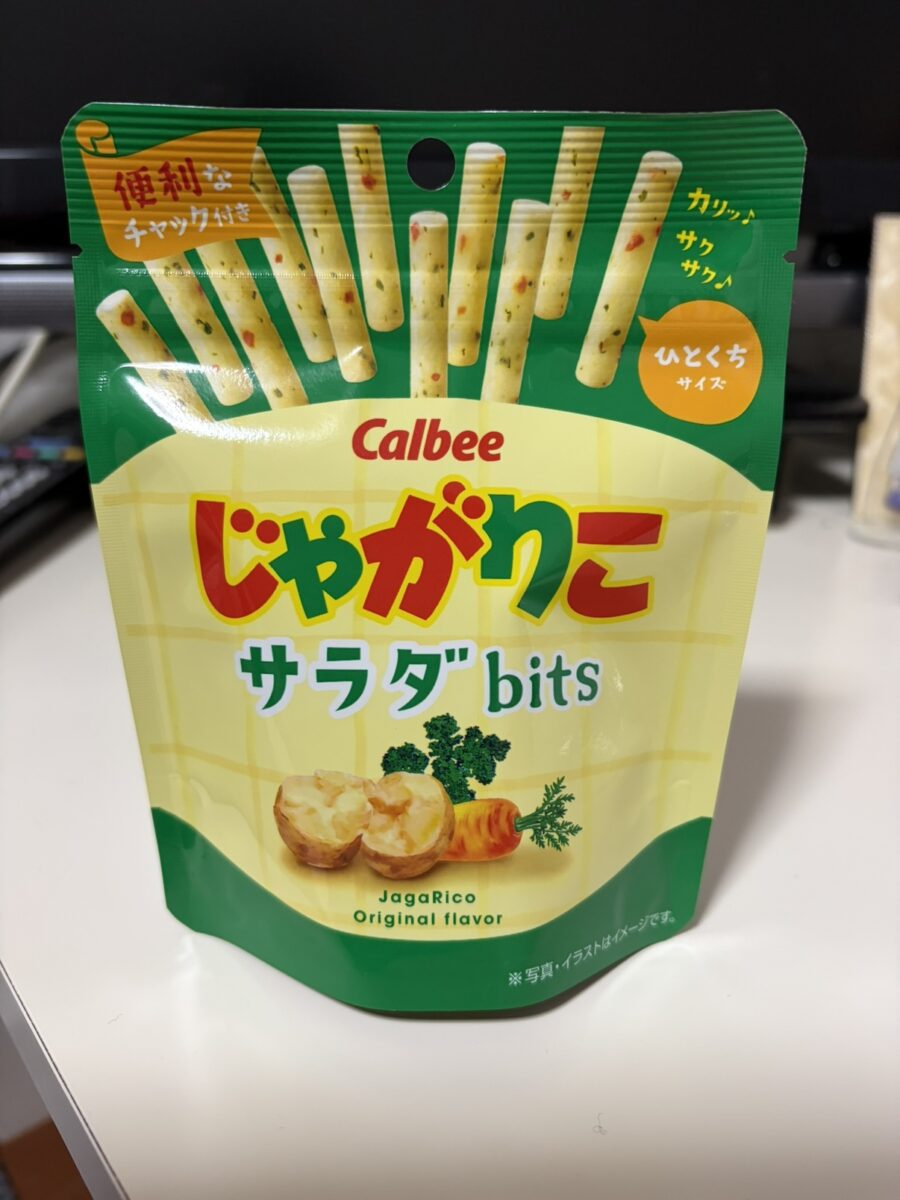 便利な
チャック付き
カリッ♪
サク
サク♪
ひとくち
サイズ
Calbee
じゃがりこ
サラダbits
JagaRico
Original flavor
※写真・イラストはイメージです。